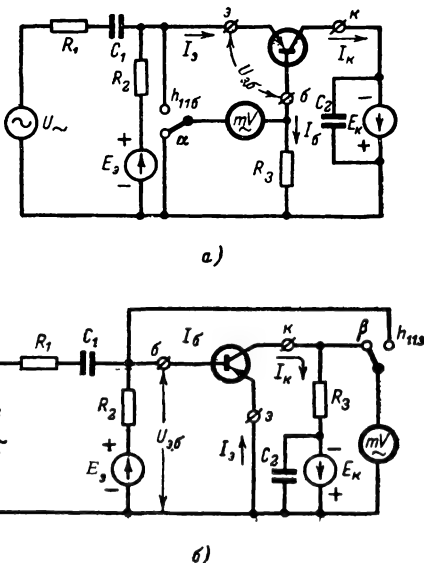 R₁ C₁ э к
I_э I_к
R₂ U_эб
h₁₁б б C₂ −
U~ mV E_к
α I_б
+ E_э − R₃ +
а)
R₁ C₁ б I_б к β h₁₁э
I_к
R₂ R₃
~ + U_э.б э −
E_э I_э C₂ E_к mV
− +
б)